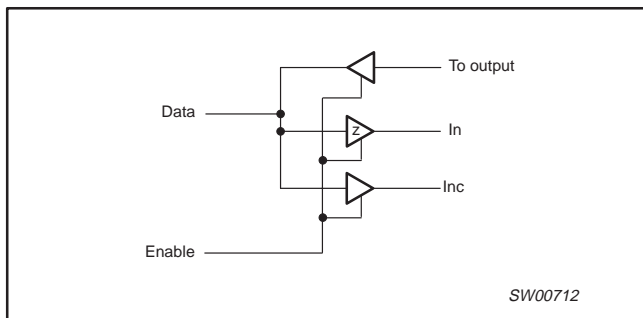 To output
Data
z
In
Inc
Enable
SW00712